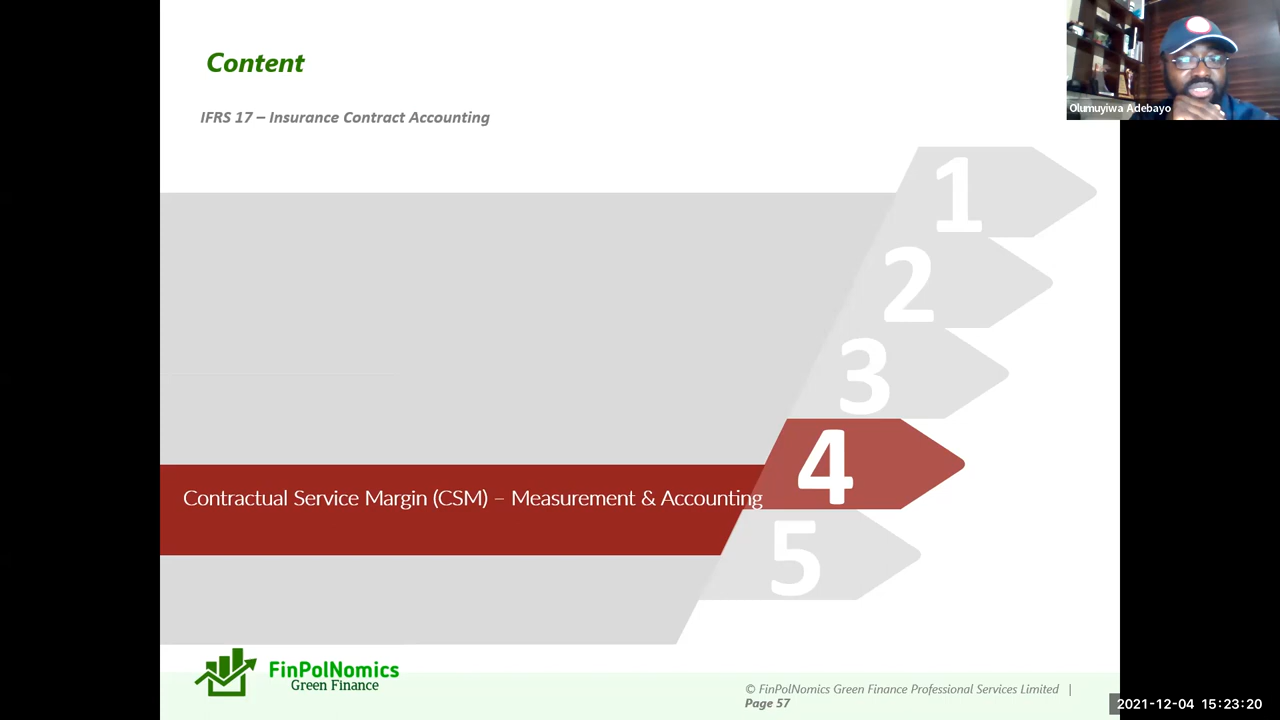 Content
IFRS 17 – Insurance Contract Accounting
Olumuyiwa Adebayo
1
2
3
4
Contractual Service Margin (CSM) – Measurement & Accounting
5
FinPolNomics
Green Finance
© FinPolNomics Green Finance Professional Services Limited |
Page 57
2021-12-04 15:23:20